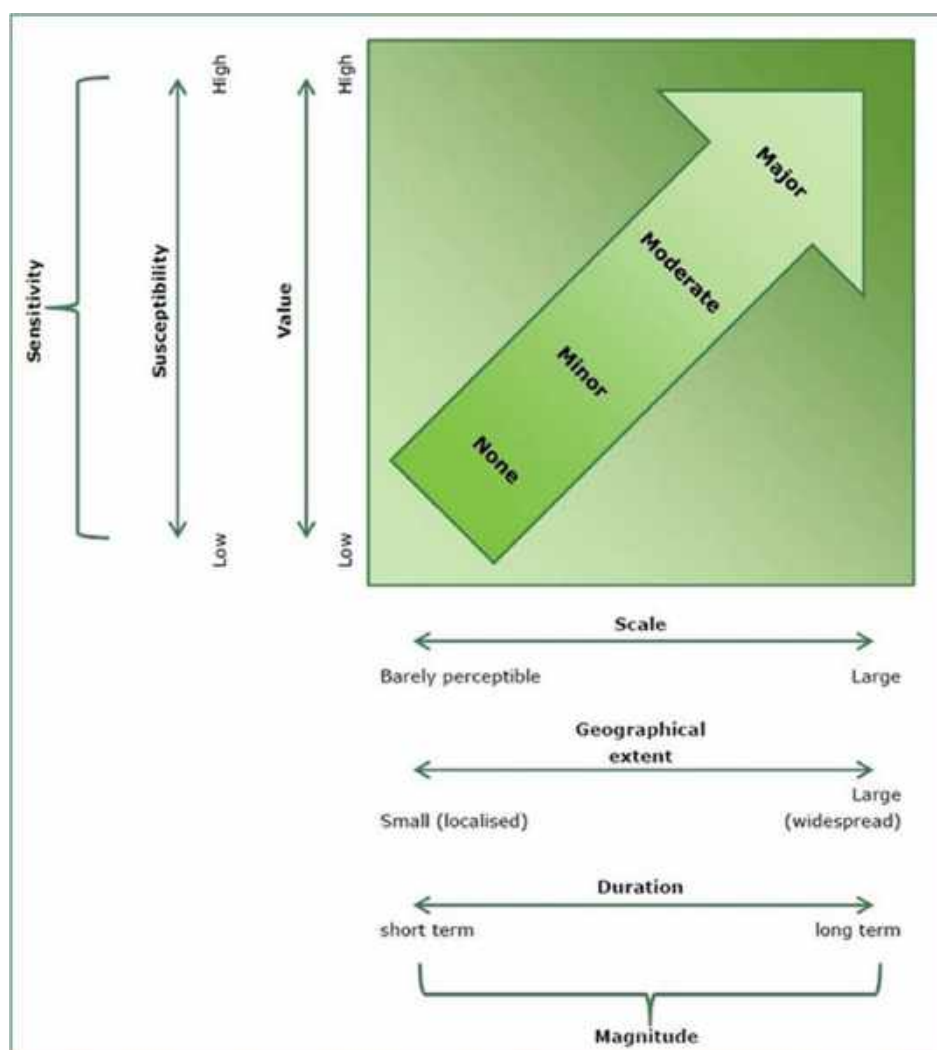 High
High
Sensitivity
Susceptibility
Value
Low
Low
Major
Moderate
Minor
None
Scale
Barely perceptible
Large
Geographical
extent
Large
Small (localised)
(widespread)
Duration
short term
long term
Magnitude